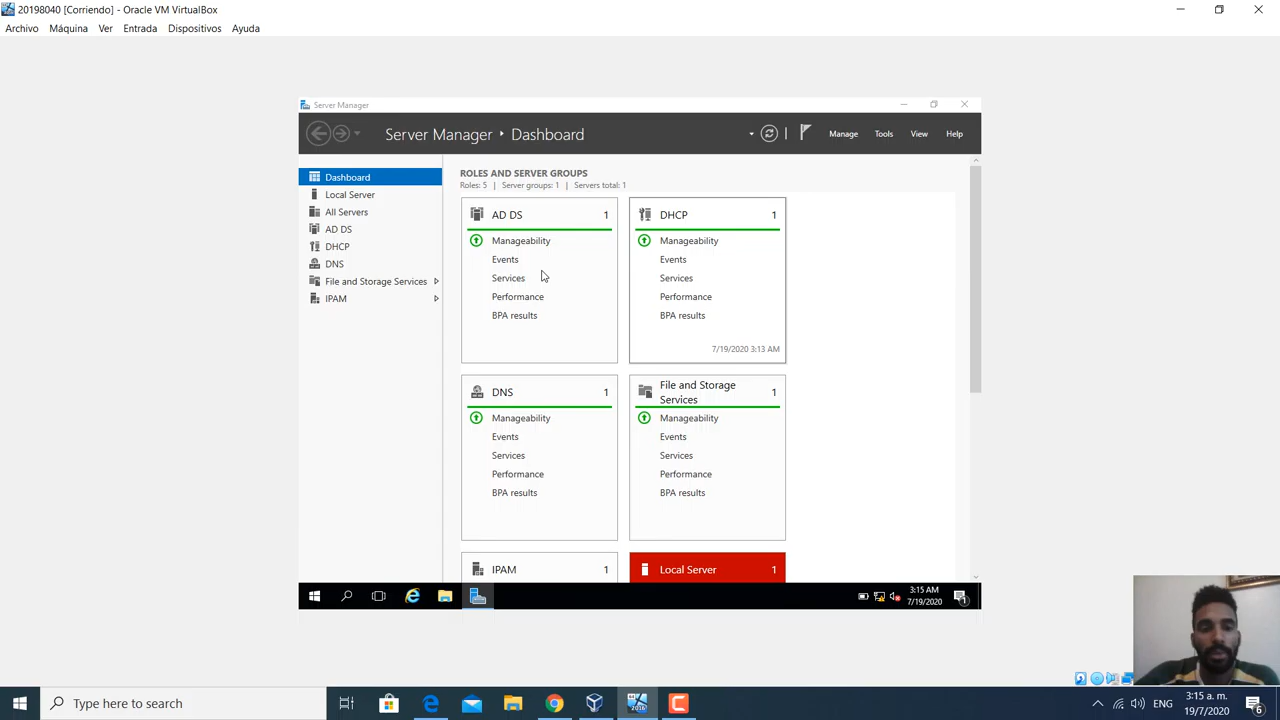 20198040 [Corriendo] - Oracle VM VirtualBox
Archivo Máquina Ver Entrada Dispositivos Ayuda
Server Manager
Server Manager ‣ Dashboard
Manage Tools View Help
Dashboard
Local Server
All Servers
AD DS
DHCP
DNS
File and Storage Services
IPAM
ROLES AND SERVER GROUPS
Roles: 5 | Server groups: 1 | Servers total: 1
AD DS 1
Manageability
Events
Services
Performance
BPA results
DHCP 1
Manageability
Events
Services
Performance
BPA results
7/19/2020 3:13 AM
DNS 1
Manageability
Events
Services
Performance
BPA results
File and Storage
Services 1
Manageability
Events
Services
Performance
BPA results
IPAM 1
Local Server 1
3:15 AM
7/19/2020
1
Type here to search
ENG
3:15 a. m.
19/7/2020
6